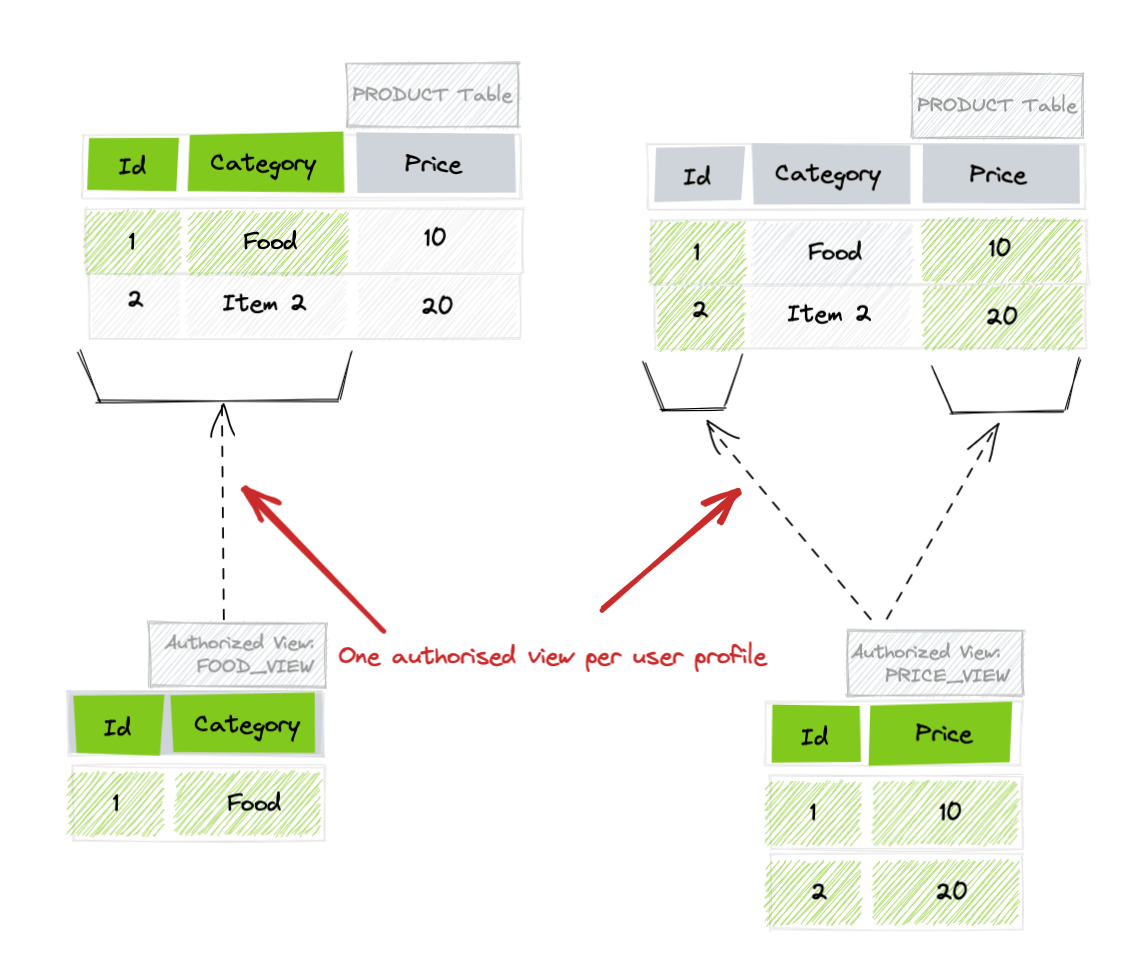 PRODUCT Table
Id Category Price
1 Food 10
2 Item 2 20
PRODUCT Table
Id Category Price
1 Food 10
2 Item 2 20
One authorised view per user profile
Authorized View:
FOOD_VIEW
Id Category
1 Food
Authorized View:
PRICE_VIEW
Id Price
1 10
2 20